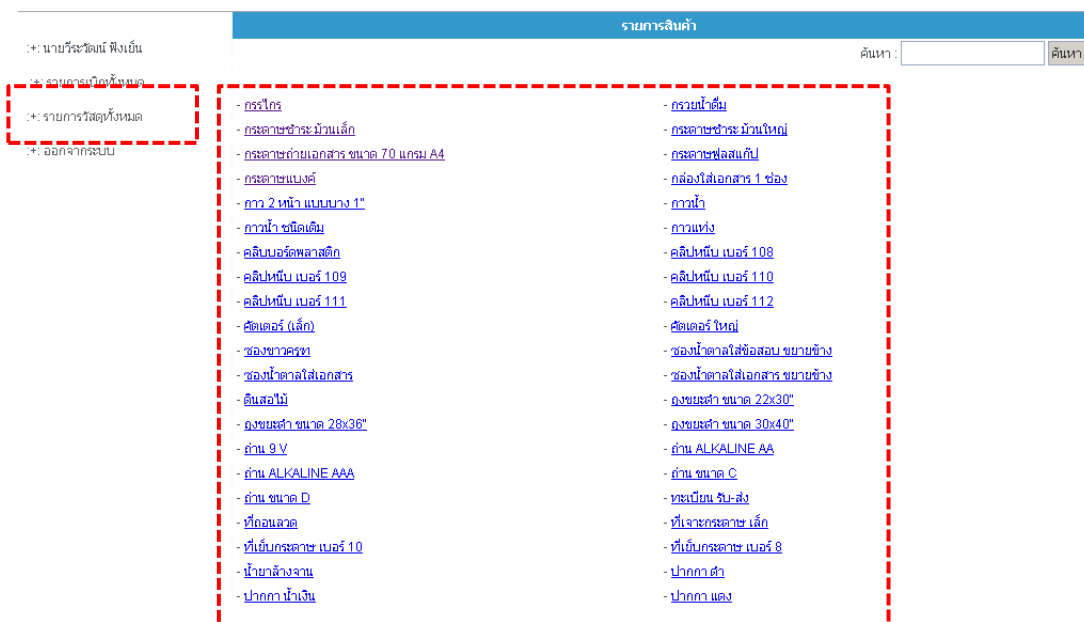 รายการสินค้า
:+: นายวีระวัฒน์ ฟังเย็น
ค้นหา :
ค้นหา
:+: รายการเบิกทั้งหมด
:+: รายการวัสดุทั้งหมด
:+: ออกจากระบบ
- กรรไกร
- กรวยน้ำดื่ม
- กระดาษชำระ ม้วนเล็ก
- กระดาษชำระ ม้วนใหญ่
- กระดาษถ่ายเอกสาร ขนาด 70 แกรม A4
- กระดาษฟูลสแก๊ป
- กระดาษแบงค์
- กล่องใส่เอกสาร 1 ช่อง
- กาว 2 หน้า แบบบาง 1"
- กาวน้ำ
- กาวน้ำ ชนิดเติม
- กาวแท่ง
- คลิบบอร์ดพลาสติก
- คลิปหนีบ เบอร์ 108
- คลิปหนีบ เบอร์ 109
- คลิปหนีบ เบอร์ 110
- คลิปหนีบ เบอร์ 111
- คลิปหนีบ เบอร์ 112
- คัตเตอร์ (เล็ก)
- คัตเตอร์ ใหญ่
- ซองขาวครุฑ
- ซองน้ำตาลใส่ข้อสอบ ขยายข้าง
- ซองน้ำตาลใส่เอกสาร
- ซองน้ำตาลใส่เอกสาร ขยายข้าง
- ดินสอไม้
- ถุงขยะดำ ขนาด 22x30"
- ถุงขยะดำ ขนาด 28x36"
- ถุงขยะดำ ขนาด 30x40"
- ถ่าน 9 V
- ถ่าน ALKALINE AA
- ถ่าน ALKALINE AAA
- ถ่าน ขนาด C
- ถ่าน ขนาด D
- ทะเบียน รับ-ส่ง
- ที่ถอนลวด
- ที่เจาะกระดาษ เล็ก
- ที่เย็บกระดาษ เบอร์ 10
- ที่เย็บกระดาษ เบอร์ 8
- น้ำยาล้างจาน
- ปากกา ดำ
- ปากกา น้ำเงิน
- ปากกา แดง